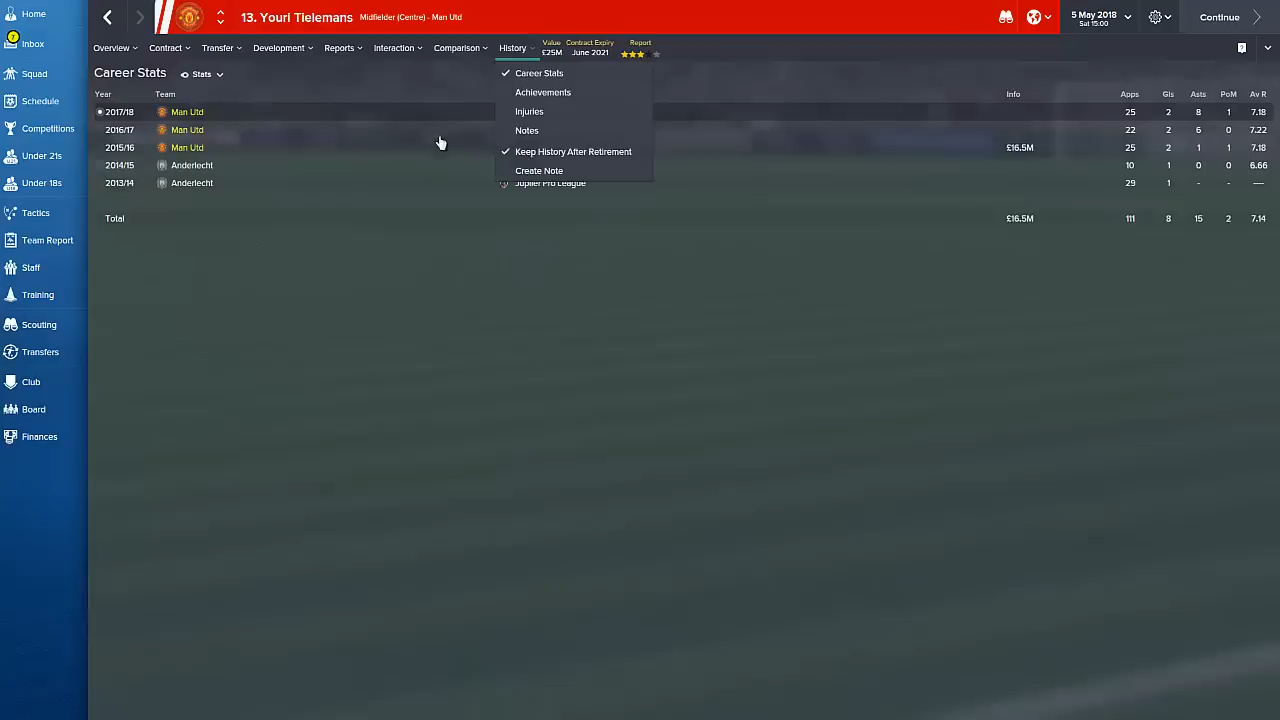 Home
13. Youri Tielemans Midfielder (Centre) - Man Utd
5 May 2018
Sat 15:00
Continue
7
Inbox
Overview Contract Transfer Development Reports Interaction Comparison History
Value
£25M
Contract Expiry
June 2021
Report
?
Squad
Schedule
Competitions
Under 21s
Under 18s
Tactics
Team Report
Staff
Training
Scouting
Transfers
Club
Board
Finances
Career Stats Stats
Career Stats
Achievements
Injuries
Notes
Keep History After Retirement
Create Note
Year Team Info Apps Gls Asts PoM Av R
2017/18 Man Utd 25 2 8 1 7.18
2016/17 Man Utd 22 2 6 0 7.22
2015/16 Man Utd £16.5M 25 2 1 1 7.18
2014/15 Anderlecht 10 1 0 0 6.66
2013/14 Anderlecht Jupiler Pro League 29 1 - - —
Total £16.5M 111 8 15 2 7.14